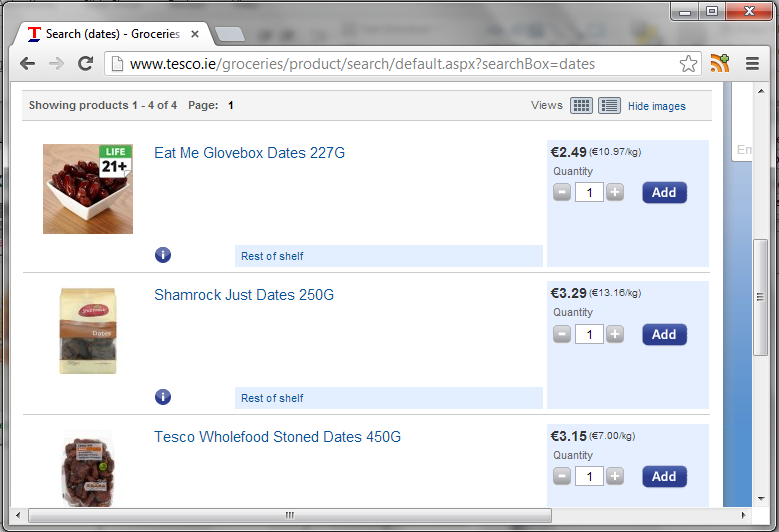 Search (dates) - Groceries
www.tesco.ie/groceries/product/search/default.aspx?searchBox=dates
Showing products 1 - 4 of 4 Page: 1
Views Hide images
LIFE
21+
Eat Me Glovebox Dates 227G
€2.49 (€10.97/kg)
Quantity
1 Add
Rest of shelf
Shamrock Just Dates 250G
€3.29 (€13.16/kg)
Quantity
Dates
1 Add
Rest of shelf
Tesco Wholefood Stoned Dates 450G
€3.15 (€7.00/kg)
Quantity
1 Add